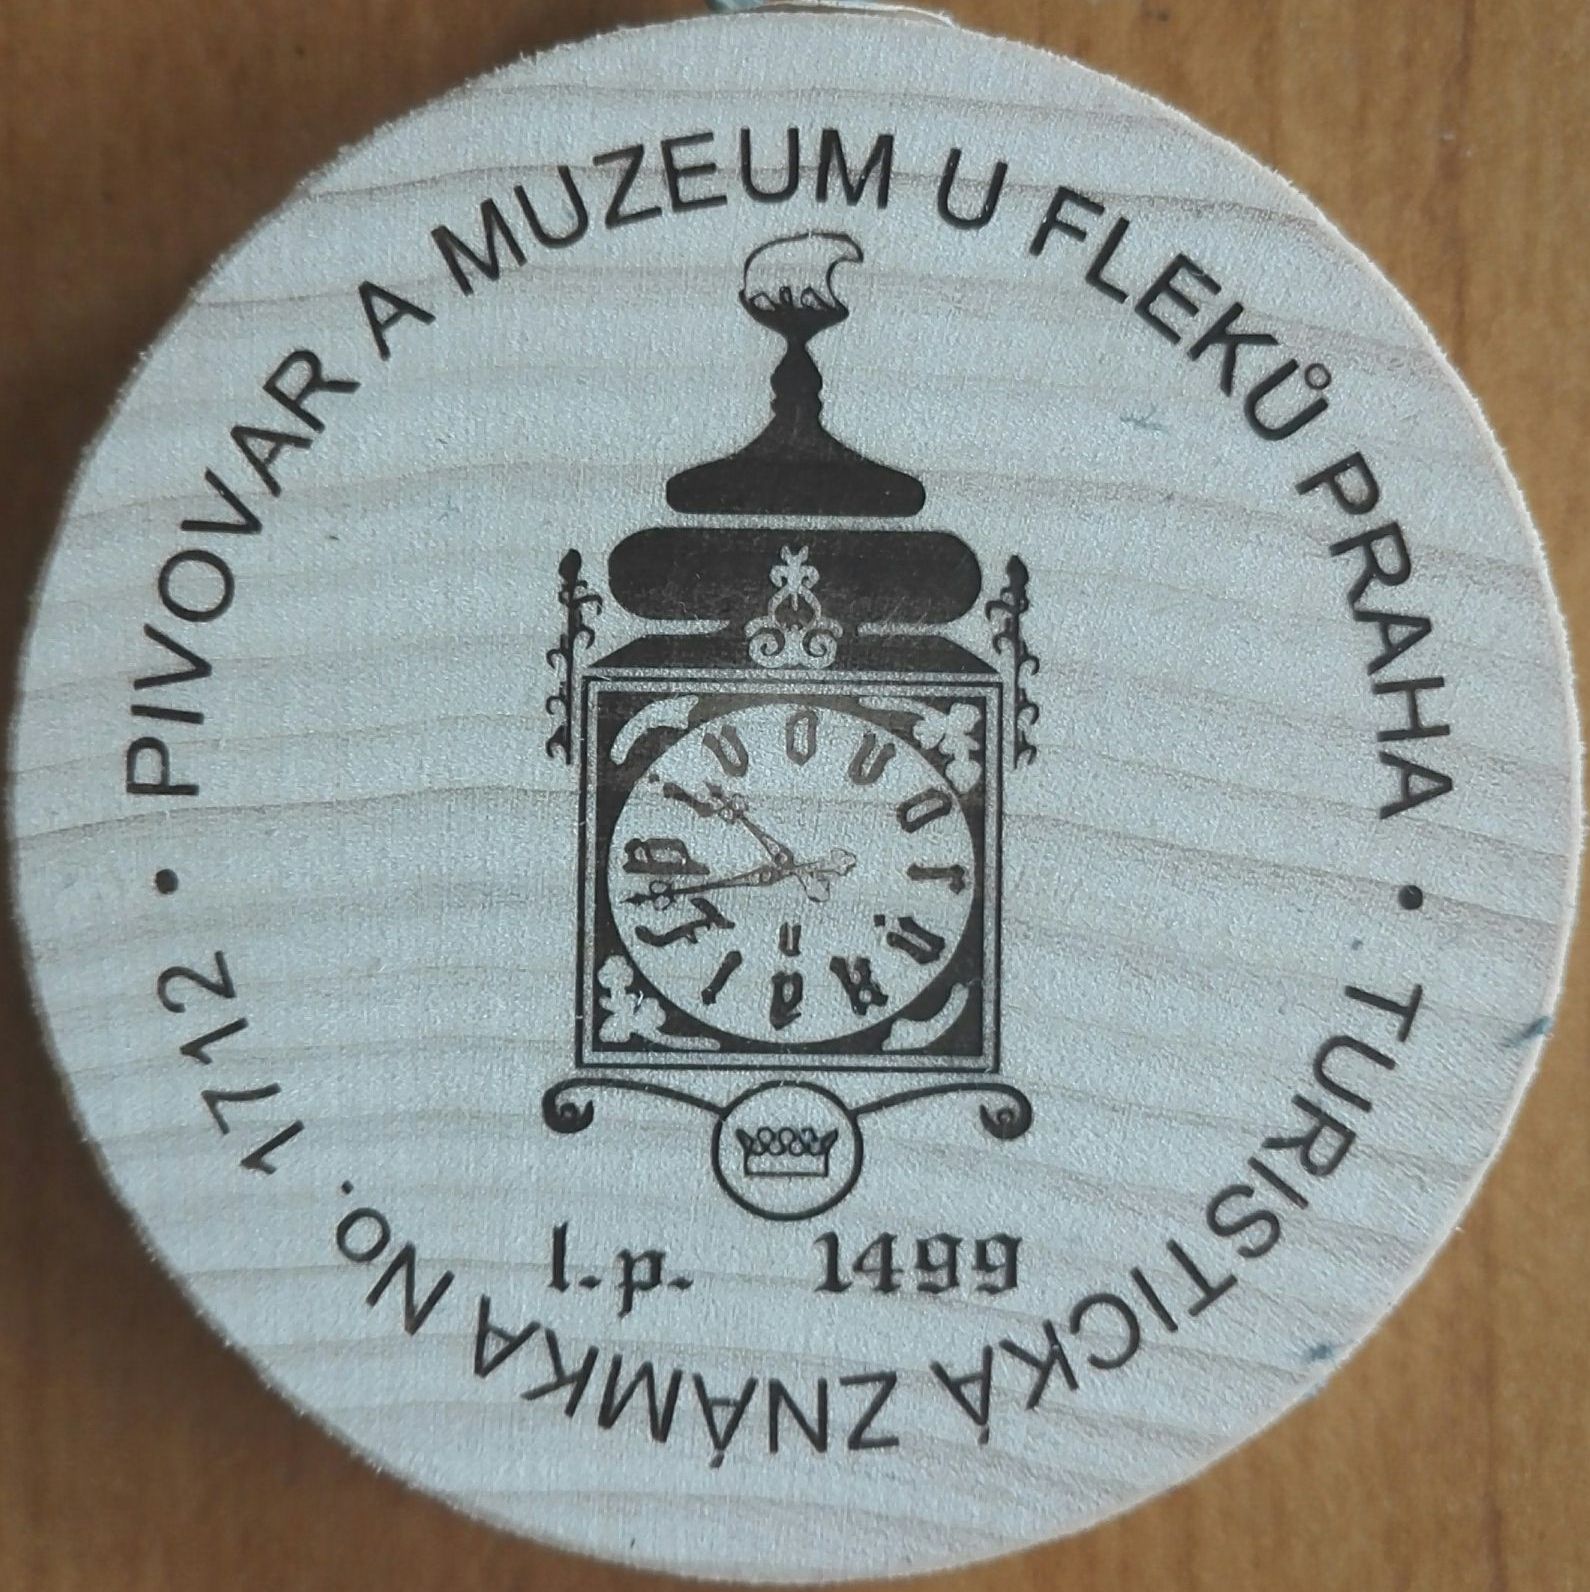 PIVOVAR A MUZEUM U FLEKŮ PRAHA
• TURISTICKÁ ZNÁMKA No. 1712 •
l.p. 1499